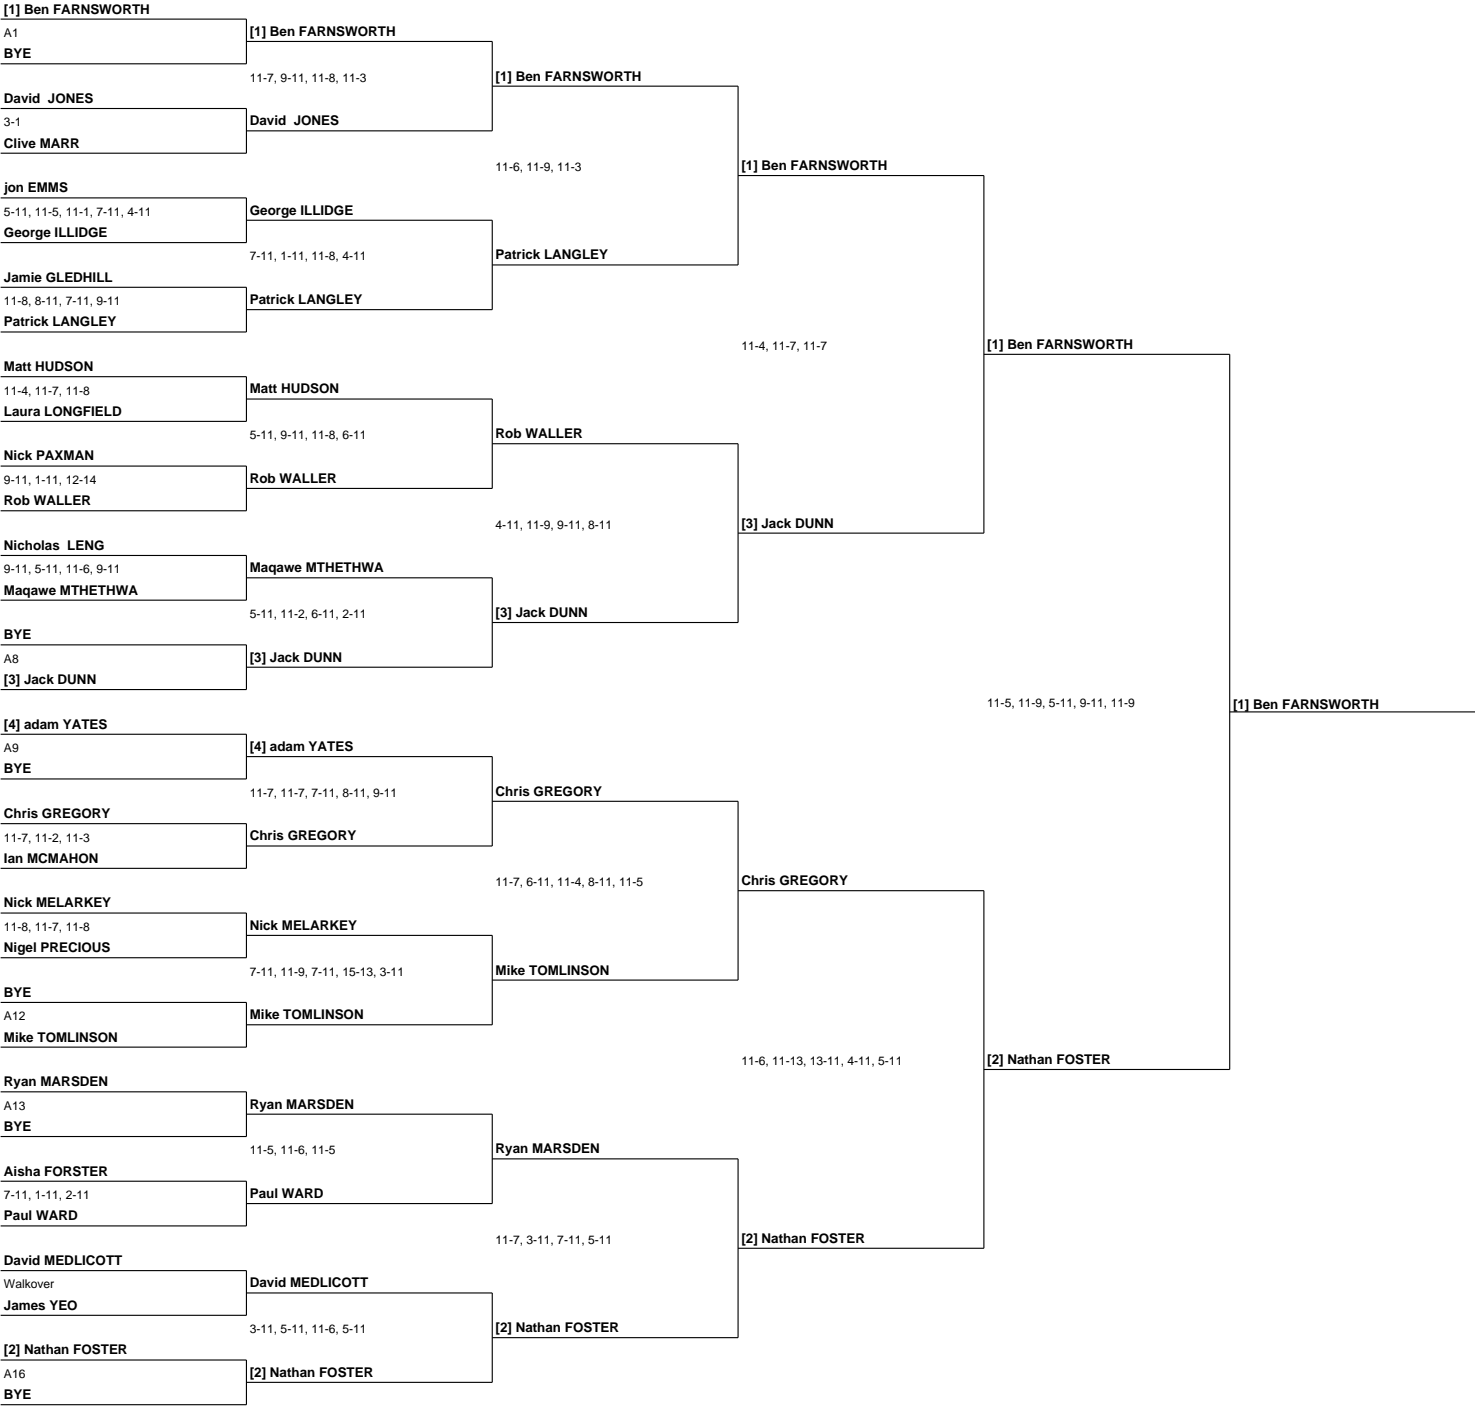 [1] Ben FARNSWORTH
A1
BYE
David  JONES
3-1
Clive MARR
jon EMMS
5-11, 11-5, 11-1, 7-11, 4-11
George ILLIDGE
Jamie GLEDHILL
11-8, 8-11, 7-11, 9-11
Patrick LANGLEY
Matt HUDSON
11-4, 11-7, 11-8
Laura LONGFIELD
Nick PAXMAN
9-11, 1-11, 12-14
Rob WALLER
Nicholas  LENG
9-11, 5-11, 11-6, 9-11
Maqawe MTHETHWA
BYE
A8
[3] Jack DUNN
[4] adam YATES
A9
BYE
Chris GREGORY
11-7, 11-2, 11-3
Ian MCMAHON
Nick MELARKEY
11-8, 11-7, 11-8
Nigel PRECIOUS
BYE
A12
Mike TOMLINSON
Ryan MARSDEN
A13
BYE
Aisha FORSTER
7-11, 1-11, 2-11
Paul WARD
David MEDLICOTT
Walkover
James YEO
[2] Nathan FOSTER
A16
BYE
[1] Ben FARNSWORTH
11-7, 9-11, 11-8, 11-3
David  JONES
George ILLIDGE
7-11, 1-11, 11-8, 4-11
Patrick LANGLEY
Matt HUDSON
5-11, 9-11, 11-8, 6-11
Rob WALLER
Maqawe MTHETHWA
5-11, 11-2, 6-11, 2-11
[3] Jack DUNN
[4] adam YATES
11-7, 11-7, 7-11, 8-11, 9-11
Chris GREGORY
Nick MELARKEY
7-11, 11-9, 7-11, 15-13, 3-11
Mike TOMLINSON
Ryan MARSDEN
11-5, 11-6, 11-5
Paul WARD
David MEDLICOTT
3-11, 5-11, 11-6, 5-11
[2] Nathan FOSTER
[1] Ben FARNSWORTH
11-6, 11-9, 11-3
Patrick LANGLEY
Rob WALLER
4-11, 11-9, 9-11, 8-11
[3] Jack DUNN
Chris GREGORY
11-7, 6-11, 11-4, 8-11, 11-5
Mike TOMLINSON
Ryan MARSDEN
11-7, 3-11, 7-11, 5-11
[2] Nathan FOSTER
[1] Ben FARNSWORTH
11-4, 11-7, 11-7
[3] Jack DUNN
Chris GREGORY
11-6, 11-13, 13-11, 4-11, 5-11
[2] Nathan FOSTER
[1] Ben FARNSWORTH
11-5, 11-9, 5-11, 9-11, 11-9
[2] Nathan FOSTER
[1] Ben FARNSWORTH